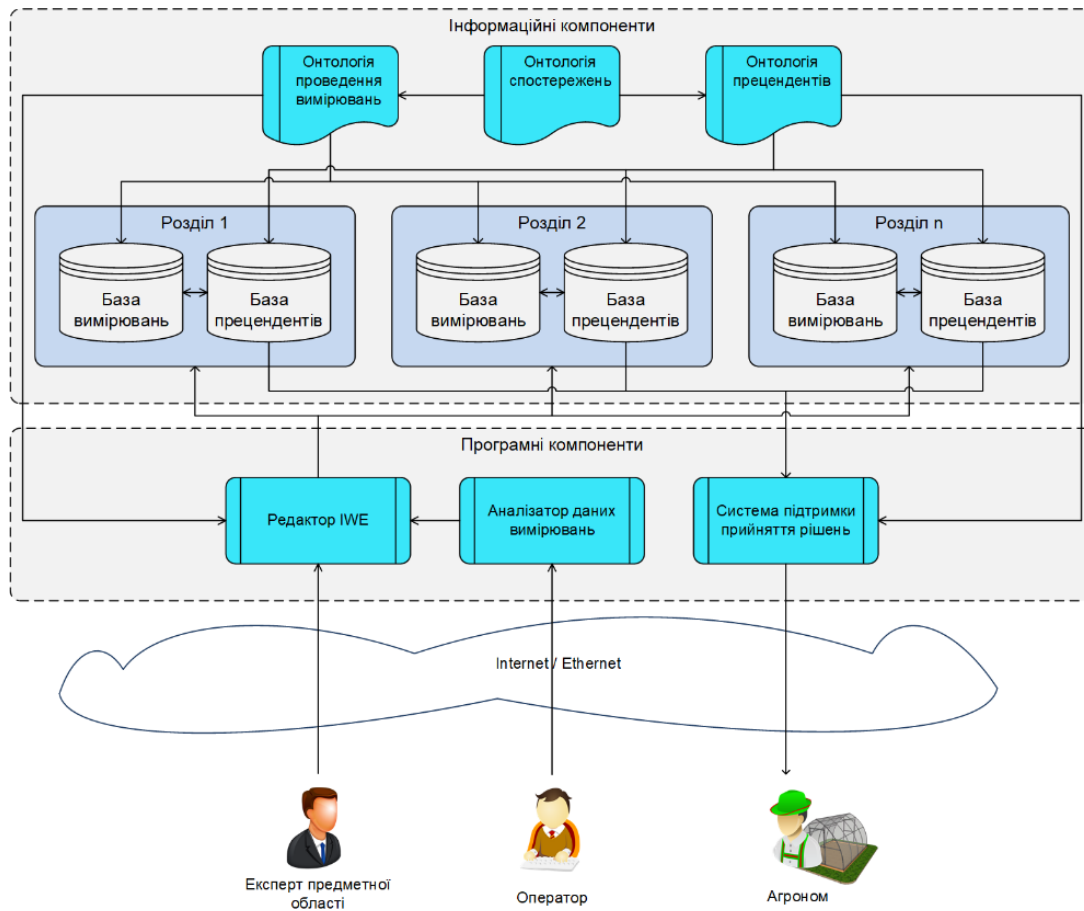 Інформаційні компоненти
Онтологія
проведення
вимірювань
Онтологія
спостережень
Онтологія
прецендентів
Розділ 1
База
вимірювань
База
прецендентів
Розділ 2
База
вимірювань
База
прецендентів
Розділ n
База
вимірювань
База
прецендентів
Програмні компоненти
Редактор IWE
Аналізатор даних
вимірювань
Система підтримки
прийняття рішень
Internet / Ethernet
Експерт предметної
області
Оператор
Агроном